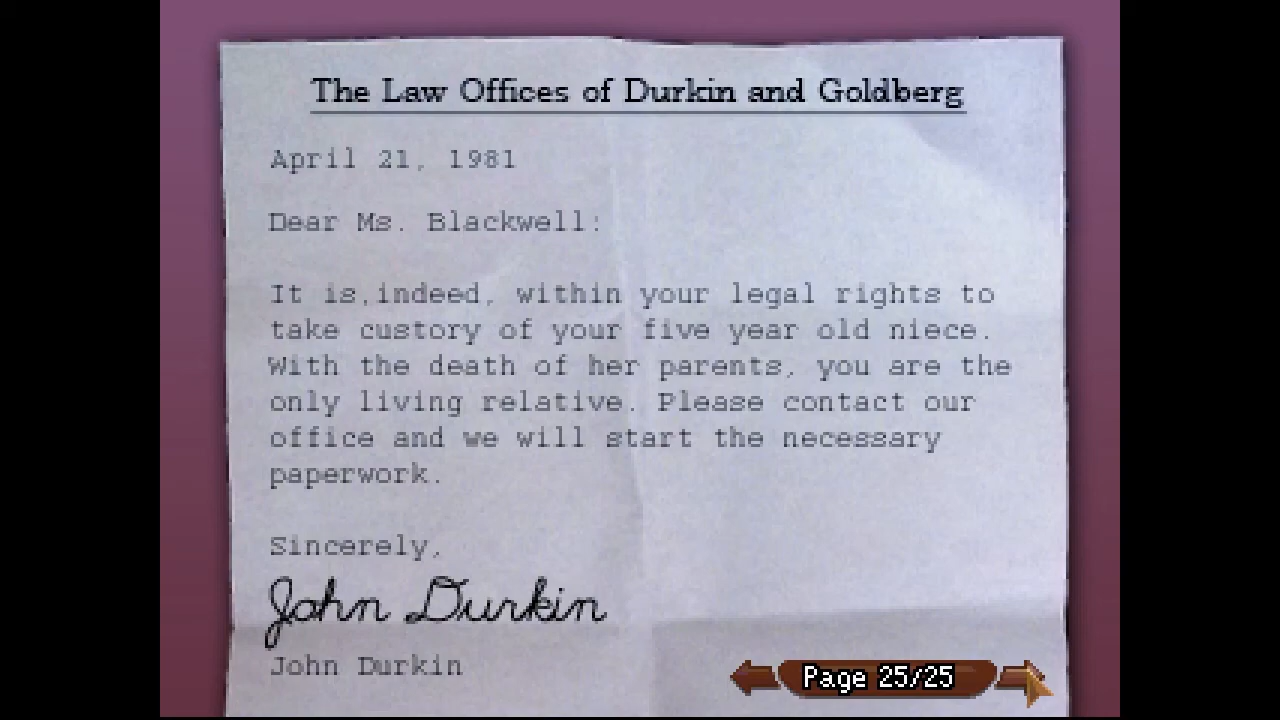 The Law Offices of Durkin and Goldberg
April 21, 1981
Dear Ms. Blackwell:
It is,indeed, within your legal rights to
take custory of your five year old niece.
With the death of her parents, you are the
only living relative. Please contact our
office and we will start the necessary
paperwork.
Sincerely,
John Durkin
John Durkin
Page 25/25